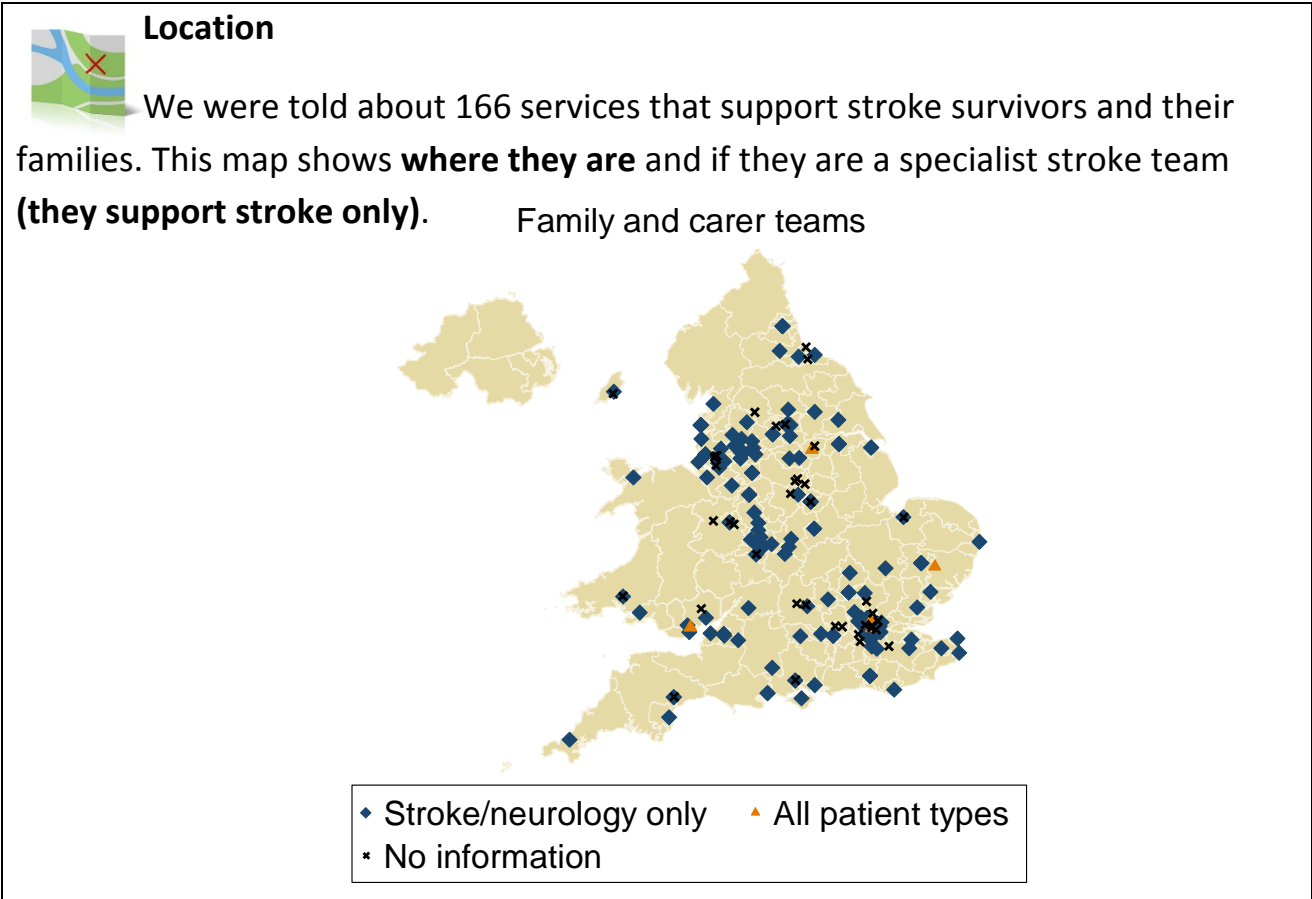 Location
We were told about 166 services that support stroke survivors and their
families. This map shows where they are and if they are a specialist stroke team
(they support stroke only).
Family and carer teams
Stroke/neurology only
All patient types
No information